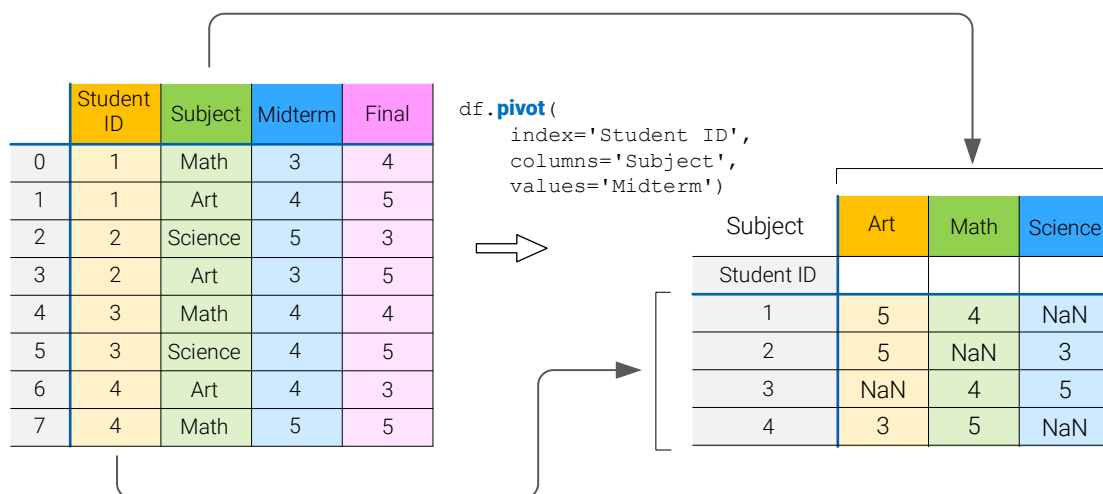 Student ID Subject Midterm Final
0 1 Math 3 4
1 1 Art 4 5
2 2 Science 5 3
3 2 Art 3 5
4 3 Math 4 4
5 3 Science 4 5
6 4 Art 4 3
7 4 Math 5 5
df.pivot(
index='Student ID',
columns='Subject',
values='Midterm')
Subject Art Math Science
Student ID
1 5 4 NaN
2 5 NaN 3
3 NaN 4 5
4 3 5 NaN